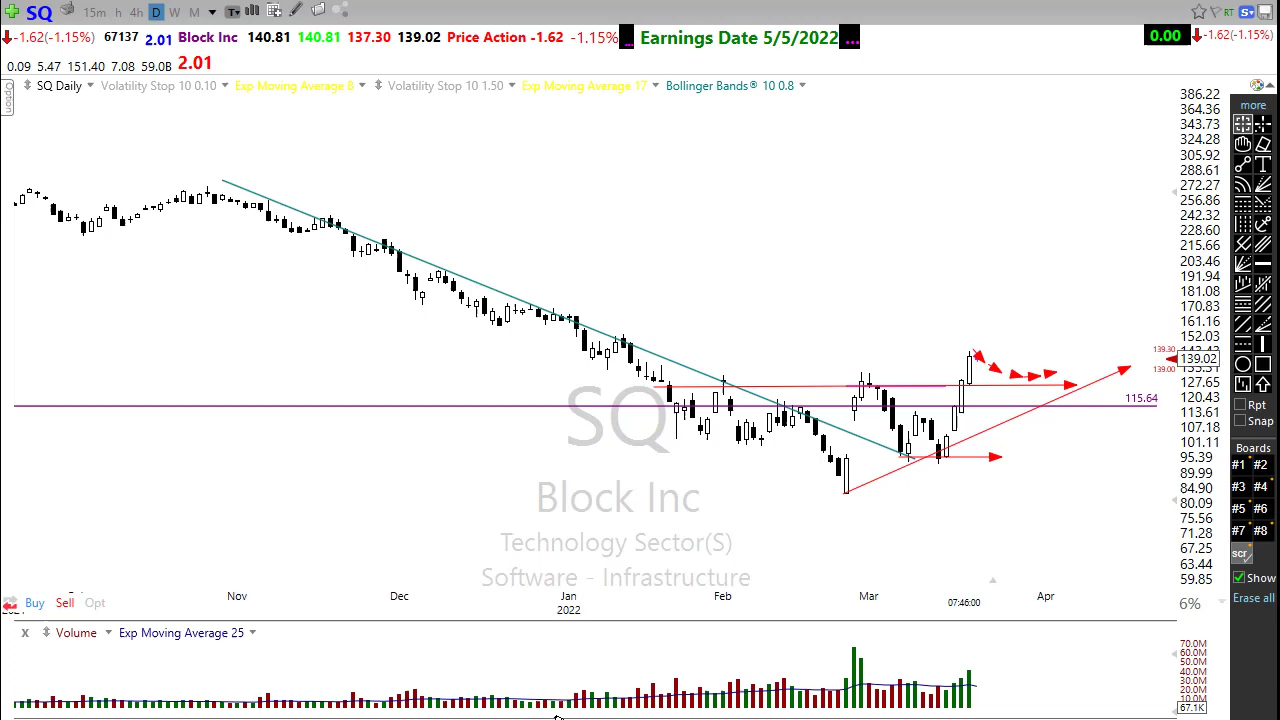 SQ 15m h 4h D W M T RT S
-1.62(-1.15%) 67137 2.01 Block Inc 140.81 140.81 137.30 139.02 Price Action -1.62 -1.15% Earnings Date 5/5/2022 ... 0.00 -1.62(-1.15%)
0.09 5.47 151.40 7.08 59.08 2.01
Option
SQ Daily Volatility Stop 10 0.10 Exp Moving Average 8 Volatility Stop 10 1.50 Exp Moving Average 17 Bollinger Bands® 10 0.8
more
386.22
364.36
343.73
324.28
305.92
288.61
272.27
256.86
242.32
228.60
215.66
203.46
191.94
181.08
170.83
161.16
152.03
139.30
139.02
139.00
127.65
115.64
120.43
113.61
107.18
101.11
95.39
89.99
84.90
80.09
75.56
71.28
67.25
63.44
59.85
SQ
Block Inc
Technology Sector(S)
Software - Infrastructure
Rpt
Snap
Boards
#1 #2
#3 #4
#5 #6
#7 #8
scr
Show
Erase all
Buy Sell Opt
Nov Dec Jan Feb Mar Apr
2022
07:46:00
6%
x Volume Exp Moving Average 25
70.0M
60.0M
50.0M
40.0M
30.0M
20.0M
10.0M
67.1K